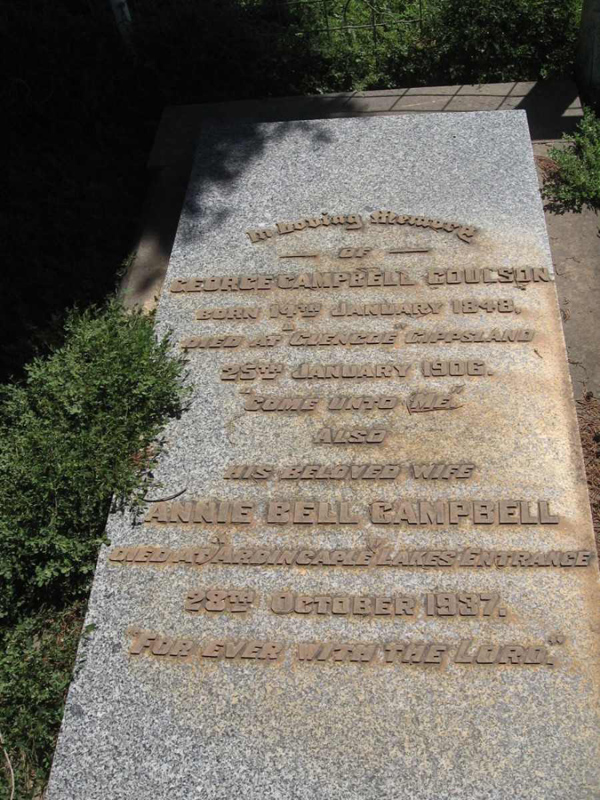 In Loving Memory
OF
GEORGE CAMPBELL COULSON
BORN 14TH JANUARY 1848,
DIED AT "GLENCOE" GIPPSLAND
25TH JANUARY 1906.
"COME UNTO ME."
ALSO
HIS BELOVED WIFE
ANNIE BELL CAMPBELL
DIED AT "ARDINCAPLE" LAKES ENTRANCE
28TH OCTOBER 1937.
"FOR EVER WITH THE LORD."